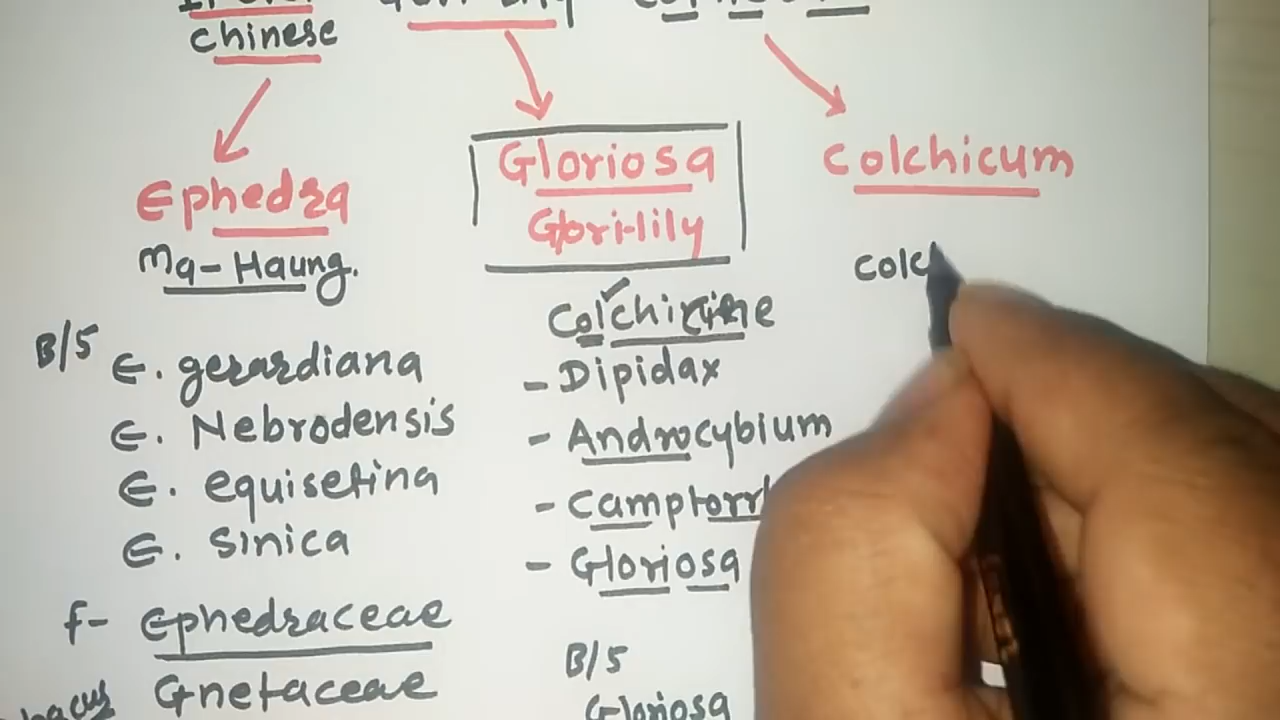 chinese
Ephedra
Ma-Haung.
B/5
E. gerardiana
E. Nebrodensis
E. equisetina
E. sinica
f- Ephedraceae
Gnetaceae
Gloriosa
Glori-lily
Colchicine
- Dipidax
- Androcybium
- Camptorr
- Gloriosa
B/5
Gloriosa
Colchicum
Colc